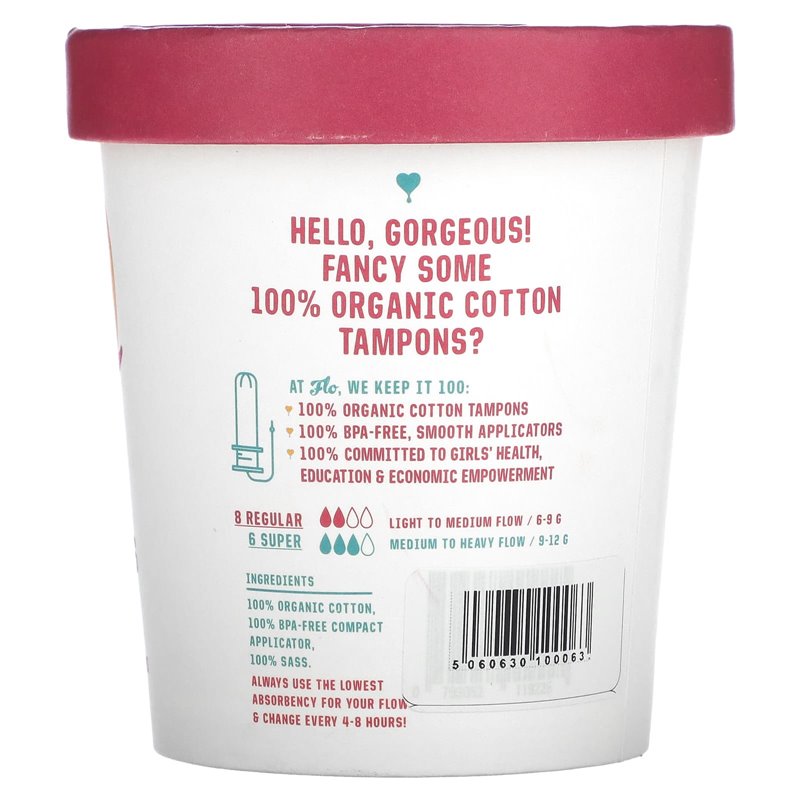 HELLO, GORGEOUS!
FANCY SOME
100% ORGANIC COTTON
TAMPONS?
AT Flo, WE KEEP IT 100:
100% ORGANIC COTTON TAMPONS
100% BPA-FREE, SMOOTH APPLICATORS
100% COMMITTED TO GIRLS' HEALTH,
EDUCATION & ECONOMIC EMPOWERMENT
8 REGULAR LIGHT TO MEDIUM FLOW / 6-9 G
6 SUPER MEDIUM TO HEAVY FLOW / 9-12 G
INGREDIENTS
100% ORGANIC COTTON,
100% BPA-FREE COMPACT
APPLICATOR,
100% SASS.
ALWAYS USE THE LOWEST
ABSORBENCY FOR YOUR FLOW
& CHANGE EVERY 4-8 HOURS!
5 060630 100063